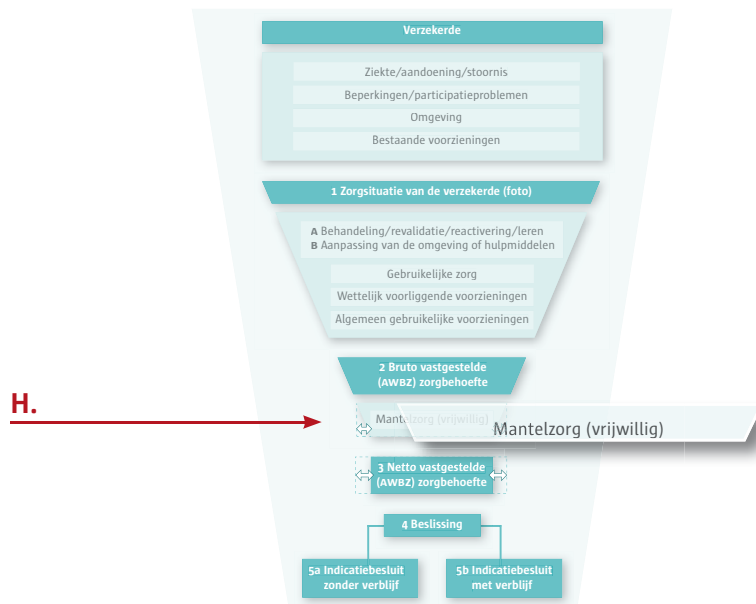 Verzekerde
Ziekte/aandoening/stoornis
Beperkingen/participatieproblemen
Omgeving
Bestaande voorzieningen
1 Zorgsituatie van de verzekerde (foto)
A Behandeling/revalidatie/reactivering/leren
B Aanpassing van de omgeving of hulpmiddelen
Gebruikelijke zorg
Wettelijk voorliggende voorzieningen
Algemeen gebruikelijke voorzieningen
2 Bruto vastgestelde
(AWBZ) zorgbehoefte
H.
Mantelzorg (vrijwillig)
Mantelzorg (vrijwillig)
3 Netto vastgestelde
(AWBZ) zorgbehoefte
4 Beslissing
5a Indicatiebesluit
zonder verblijf
5b Indicatiebesluit
met verblijf